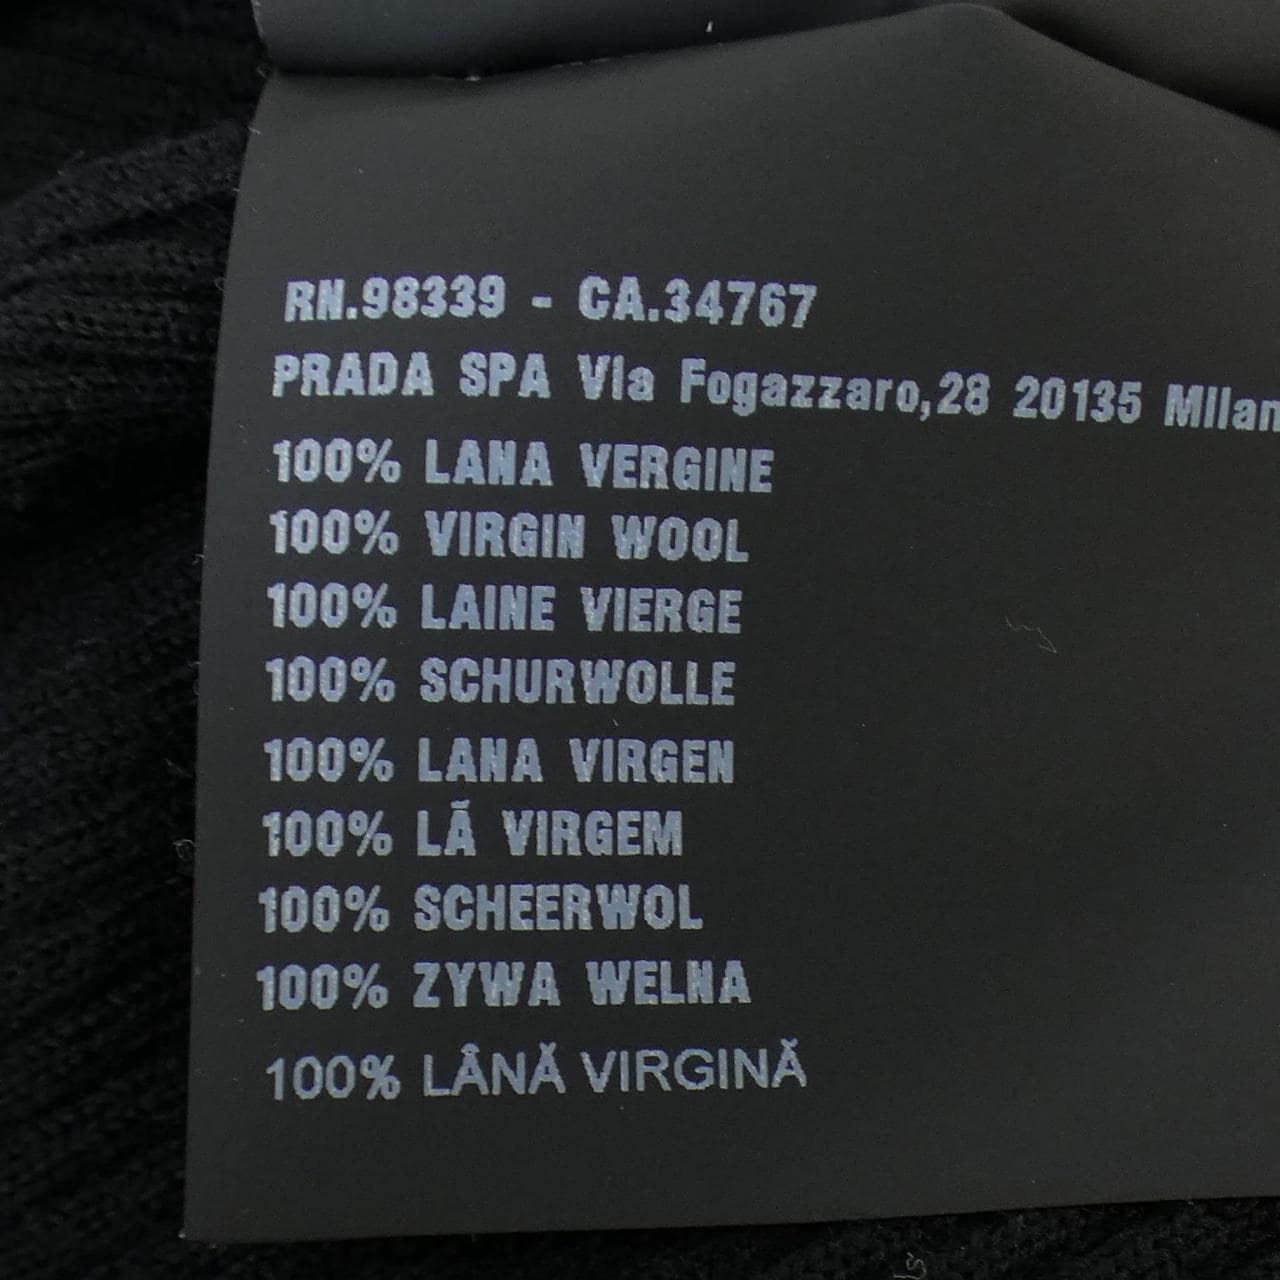 RN.98339 - CA.34767
PRADA SPA Via Fogazzaro,28 20135 Milan
100% LANA VERGINE
100% VIRGIN WOOL
100% LAINE VIERGE
100% SCHURWOLLE
100% LANA VIRGEN
100% LÃ VIRGEM
100% SCHEERWOL
100% ZYWA WELNA
100% LÂNĂ VIRGINĂ